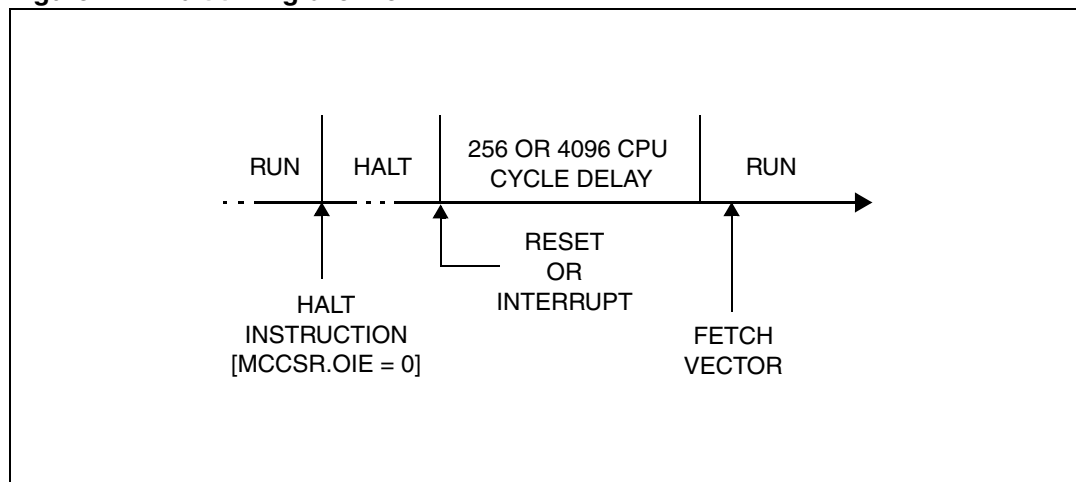 RUN
HALT
256 OR 4096 CPU
CYCLE DELAY
RUN
HALT
INSTRUCTION
[MCCSR.OIE = 0]
RESET
OR
INTERRUPT
FETCH
VECTOR